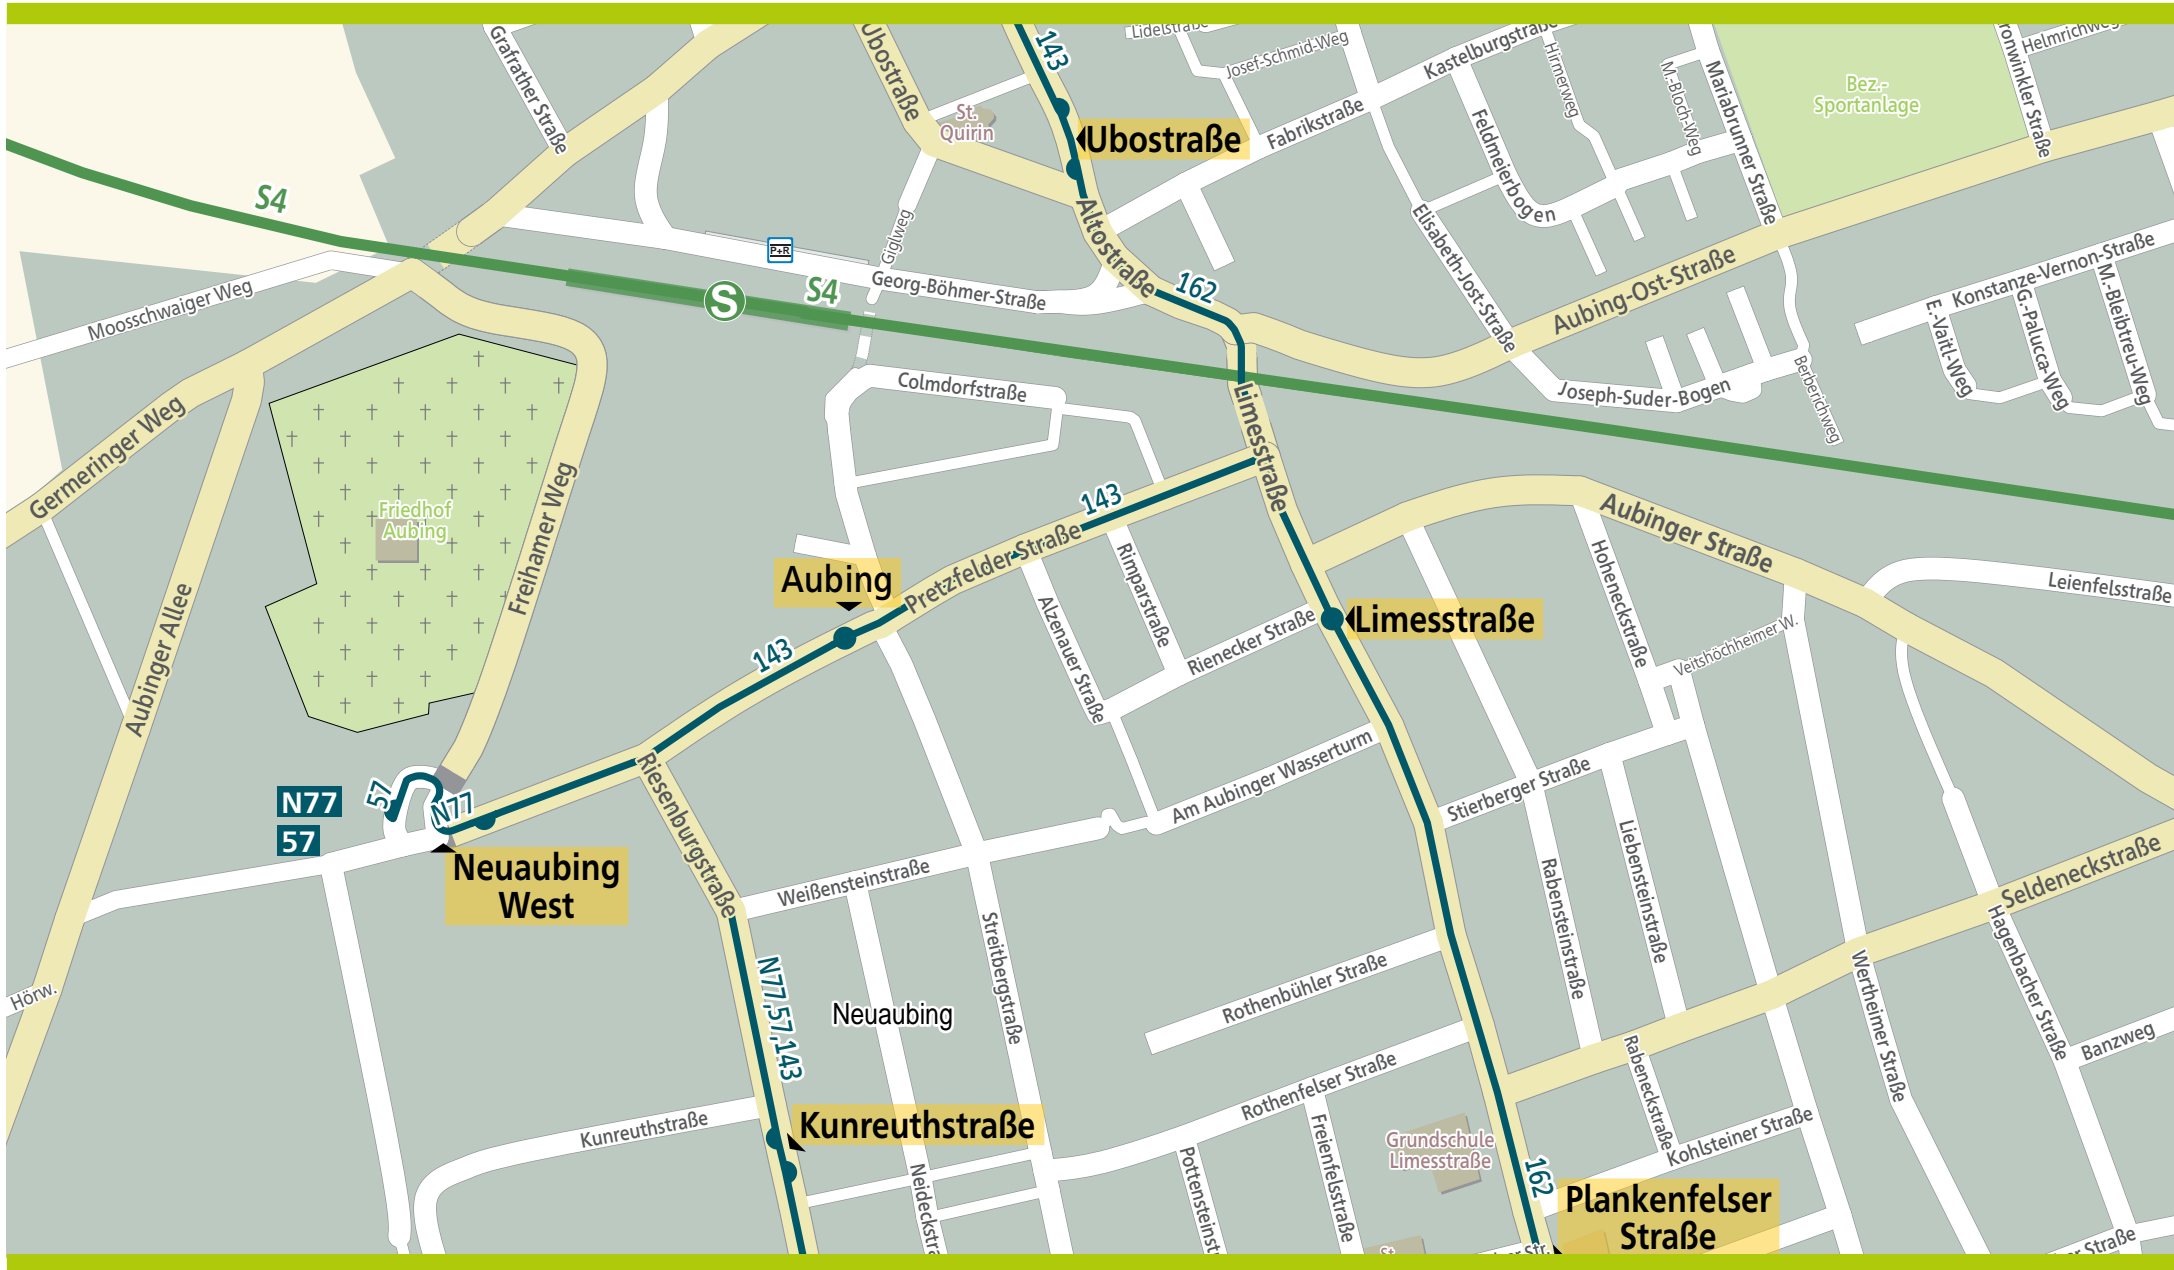 Lidelstraße
Grafrather Straße
Ubostraße
143
Josef-Schmid-Weg
Kastelburgstraße
Hirmerweg
M.-Bloch-Weg
Mariabrunner Straße
Helmrichweg
Bez.-
Sportanlage
St.
Quirin
Ubostraße
Fabrikstraße
Feldmeierbogen
S4
P+R
Giglweg
Altostraße
Elisabeth-Jost-Straße
Konstanze-Vernon-Straße
Moosschwaiger Weg
S
S4
Georg-Böhmer-Straße
162
Aubing-Ost-Straße
E.-Vaitl-Weg
G.-Palucca-Weg
M.-Bleibtreu-Weg
Colmdorfstraße
Limesstraße
Joseph-Suder-Bogen
Berberichweg
Germeringer Weg
Friedhof
Aubing
Freihamer Weg
143
Aubinger Straße
Aubing
Pretzfelder Straße
Rimparstraße
Hoheneckstraße
Leienfelsstraße
Aubinger Allee
143
Alzenauer Straße
Rienecker Straße
Limesstraße
Veitshöchheimer W.
Riesenburgstraße
Am Aubinger Wasserturm
Stierberger Straße
N77
57
57
N77
Neuaubing
West
Weißensteinstraße
Rabensteinstraße
Liebensteinstraße
Seldeneckstraße
Hörw.
N77,57,143
Neuaubing
Streitbergstraße
Rothenbühler Straße
Wertheimer Straße
Hagenbacher Straße
Banzweg
Kunreuthstraße
Kunreuthstraße
Rothenfelser Straße
Rabeneckstraße
Freienfelsstraße
Grundschule
Limesstraße
Kohlsteiner Straße
162
Plankenfelser
Straße
St.
Str.
Straße